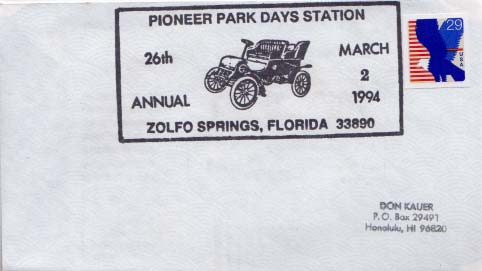 PIONEER PARK DAYS STATION
26th MARCH
2
ANNUAL 1994
ZOLFO SPRINGS, FLORIDA 33890
29
USA
DON KAUER
P.O. Box 29491
Honolulu, HI 96820